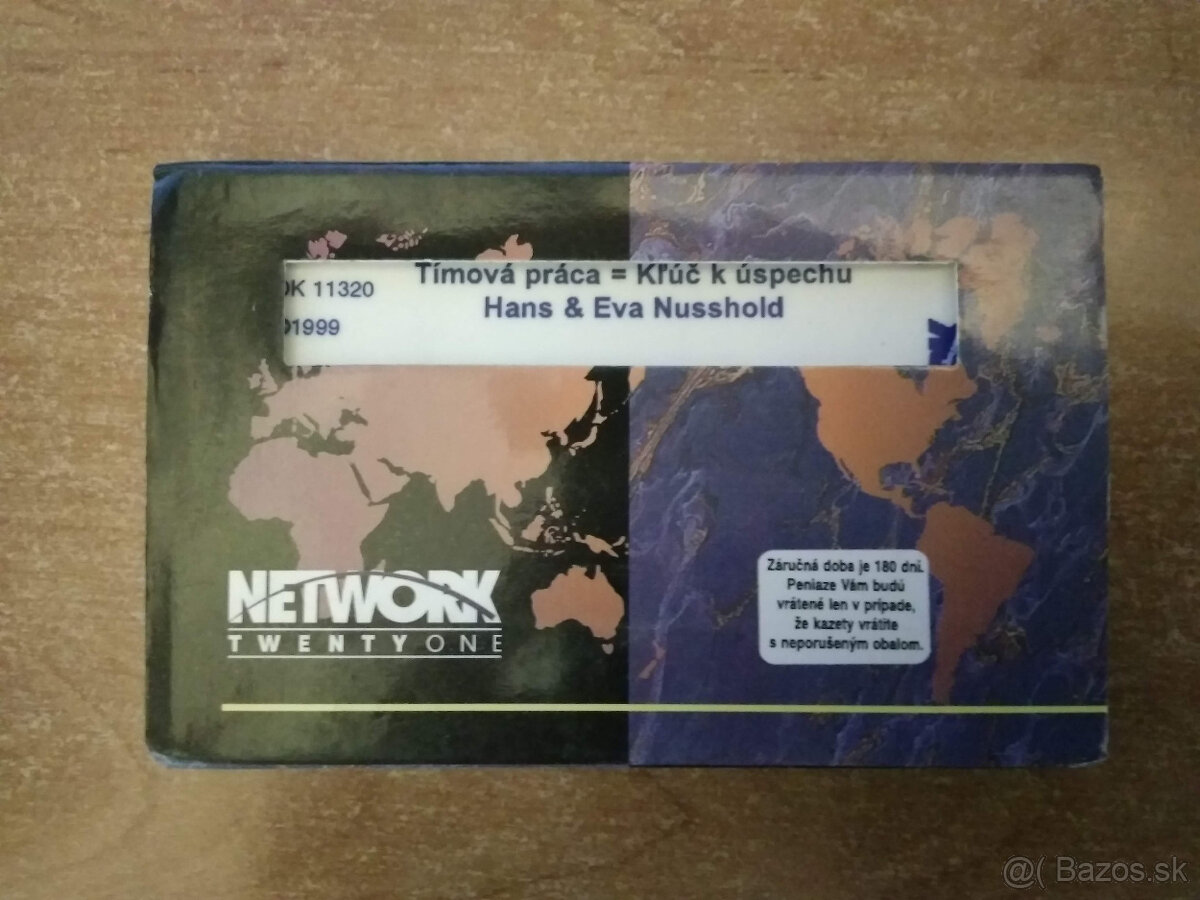 Tímová práca = Kľúč k úspechu
K 11320
Hans & Eva Nusshold
1999
NETWORK
TWENTYONE
Záručná doba je 180 dní.
Peniaze Vám budú
vrátené len v prípade,
že kazety vrátite
s neporušeným obalom.
@( Bazos.sk